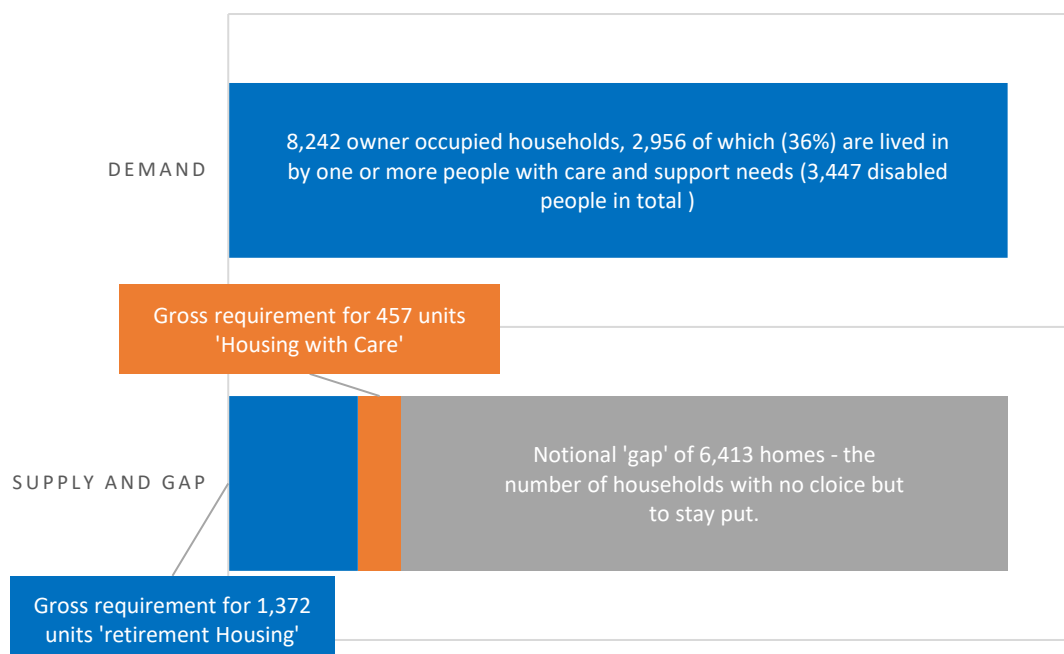 DEMAND
8,242 owner occupied households, 2,956 of which (36%) are lived in
by one or more people with care and support needs (3,447 disabled
people in total )
Gross requirement for 457 units
'Housing with Care'
SUPPLY AND GAP
Notional 'gap' of 6,413 homes - the
number of households with no cloice but
to stay put.
Gross requirement for 1,372
units 'retirement Housing'